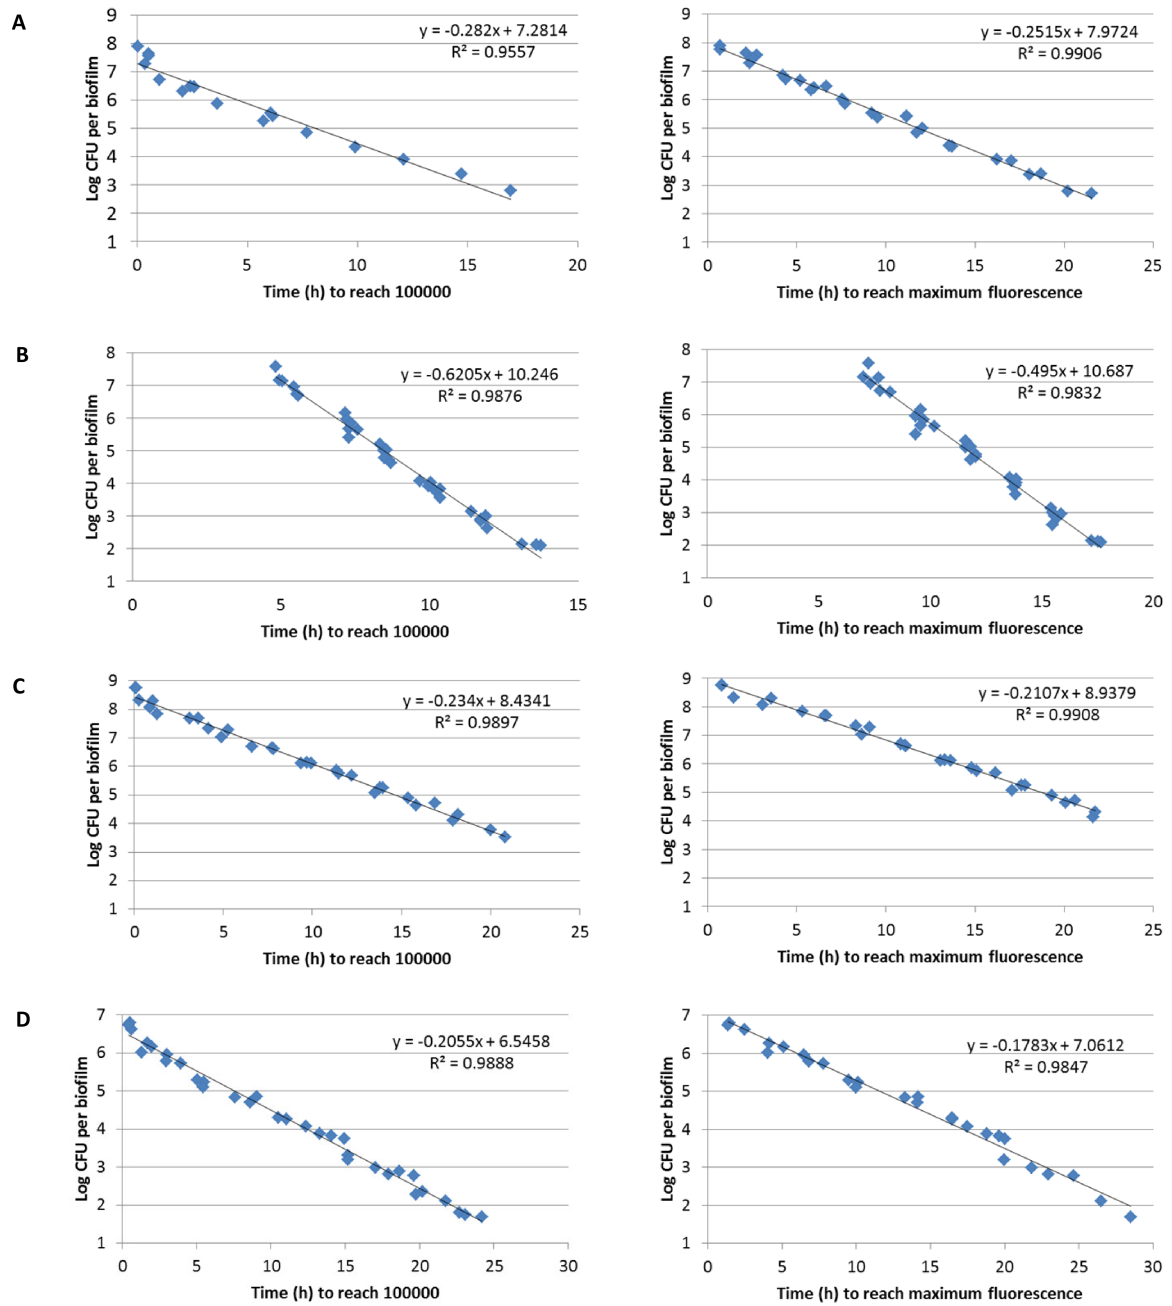 A
y = -0.282x + 7.2814
R² = 0.9557
Log CFU per biofilm
9
8
7
6
5
4
3
2
1
0 5 10 15 20
Time (h) to reach 100000
y = -0.2515x + 7.9724
R² = 0.9906
Log CFU per biofilm
9
8
7
6
5
4
3
2
1
0 5 10 15 20 25
Time (h) to reach maximum fluorescence
B
y = -0.6205x + 10.246
R² = 0.9876
Log CFU per biofilm
8
7
6
5
4
3
2
1
0 5 10 15
Time (h) to reach 100000
y = -0.495x + 10.687
R² = 0.9832
Log CFU per biofilm
8
7
6
5
4
3
2
1
0 5 10 15 20
Time (h) to reach maximum fluorescence
C
y = -0.234x + 8.4341
R² = 0.9897
Log CFU per biofilm
9
8
7
6
5
4
3
2
1
0 5 10 15 20 25
Time (h) to reach 100000
y = -0.2107x + 8.9379
R² = 0.9908
Log CFU per biofilm
9
8
7
6
5
4
3
2
1
0 5 10 15 20 25
Time (h) to reach maximum fluorescence
D
y = -0.2055x + 6.5458
R² = 0.9888
Log CFU per biofilm
7
6
5
4
3
2
1
0 5 10 15 20 25 30
Time (h) to reach 100000
y = -0.1783x + 7.0612
R² = 0.9847
Log CFU per biofilm
7
6
5
4
3
2
1
0 5 10 15 20 25 30
Time (h) to reach maximum fluorescence